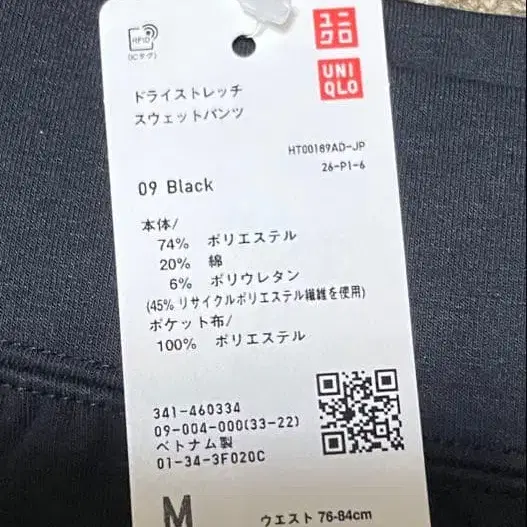 RFID
(ICタグ)
ユニ
クロ
UNI
QLO
ドライストレッチ
スウェットパンツ
HT00189AD-JP
26-P1-6
09 Black
本体/
74% ポリエステル
20% 綿
6% ポリウレタン
(45% リサイクルポリエステル繊維を使用)
ポケット布/
100% ポリエステル
341-460334
09-004-000(33-22)
ベトナム製
01-34-3F020C
M
ウエスト 76-84cm